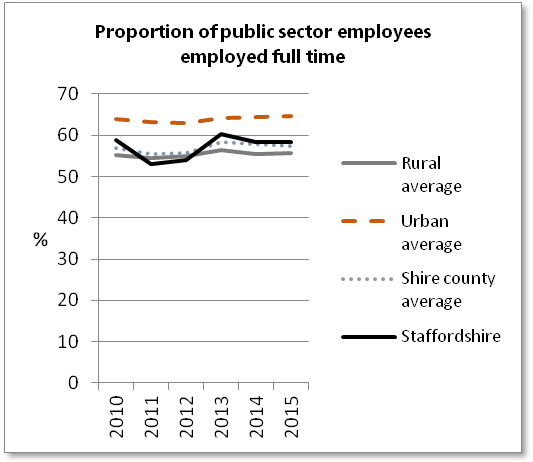 Proportion of public sector employees
employed full time
70
60
50
40
30
20
10
0
%
2010
2011
2012
2013
2014
2015
Rural
average
Urban
average
Shire county
average
Staffordshire